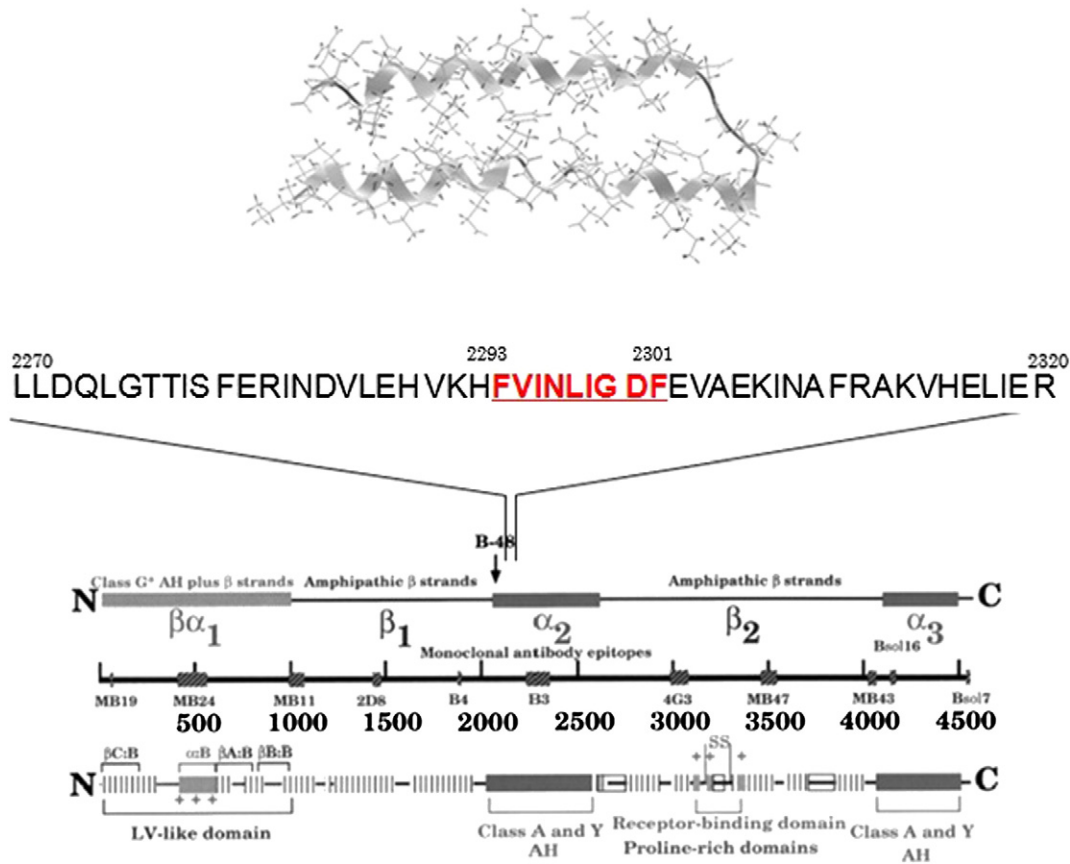 2270 2293 2301 2320
LLDQLGTTIS FERINDVLEH VKHFVINLIG DFEVAEKINA FRAKVHELIE R
B-48
Class G* AH plus β strands Amphipathic β strands Amphipathic β strands
N C
βα1 β1 α2 β2 α3
Monoclonal antibody epitopes Bsol16
MB19 MB24 MB11 2D8 B4 B3 4G3 MB47 MB43 Bsol7
500 1000 1500 2000 2500 3000 3500 4000 4500
SS
βC:B α:B βA:B βB:B + + +
N C
+ + +
LV-like domain Class A and Y AH Receptor-binding domain Class A and Y AH
Proline-rich domains